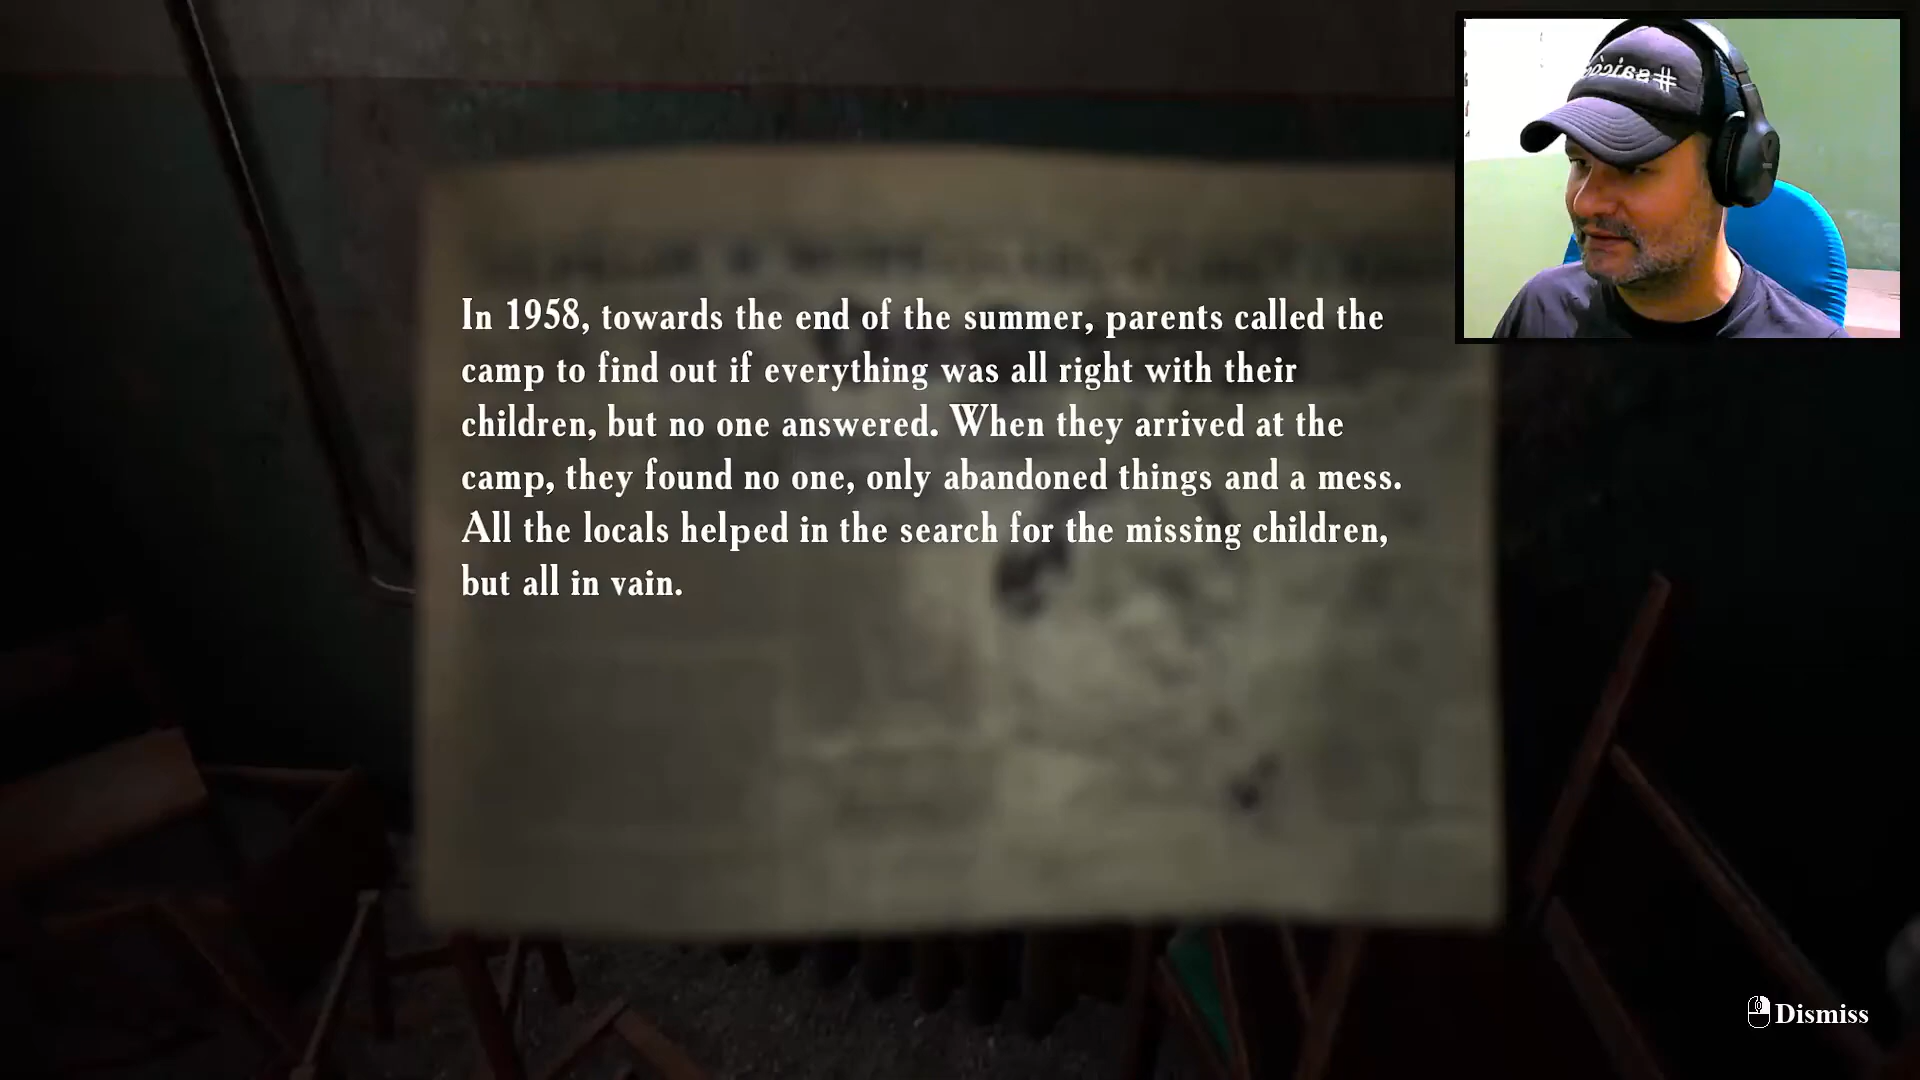 #saico
In 1958, towards the end of the summer, parents called the
camp to find out if everything was all right with their
children, but no one answered. When they arrived at the
camp, they found no one, only abandoned things and a mess.
All the locals helped in the search for the missing children,
but all in vain.
Dismiss